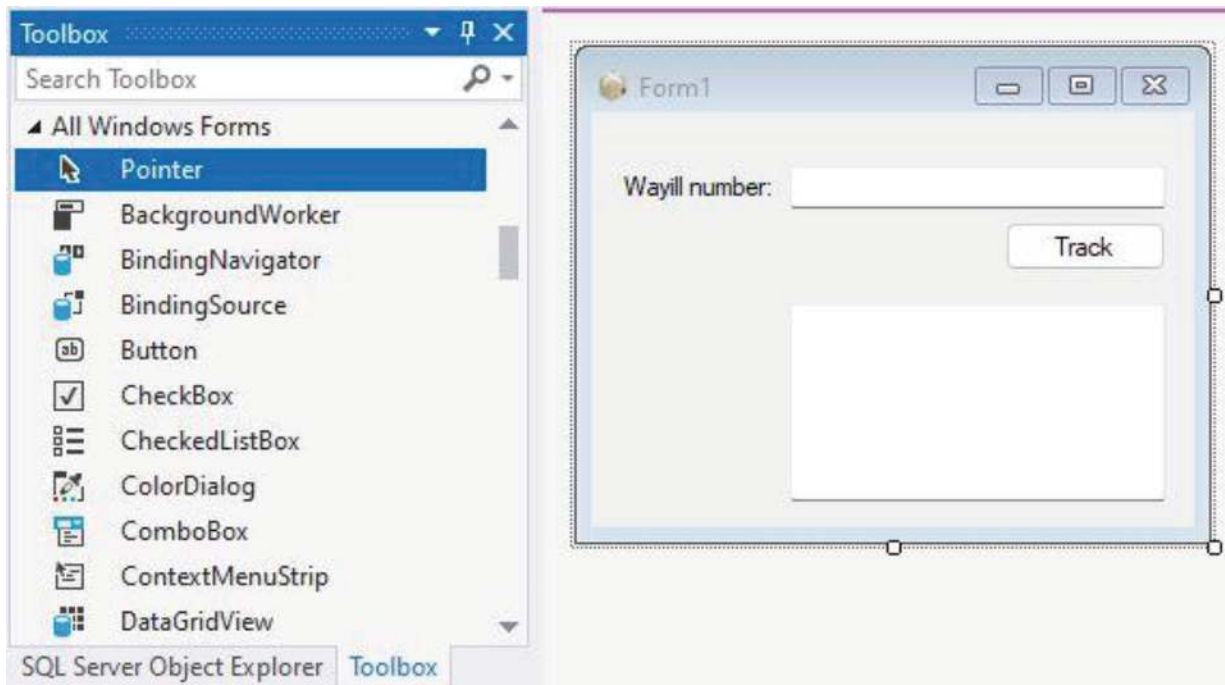 Toolbox
Search Toolbox
All Windows Forms
Pointer
BackgroundWorker
BindingNavigator
BindingSource
Button
CheckBox
CheckedListBox
ColorDialog
ComboBox
ContextMenuStrip
DataGridView
SQL Server Object Explorer Toolbox
Form1
Wayill number:
Track